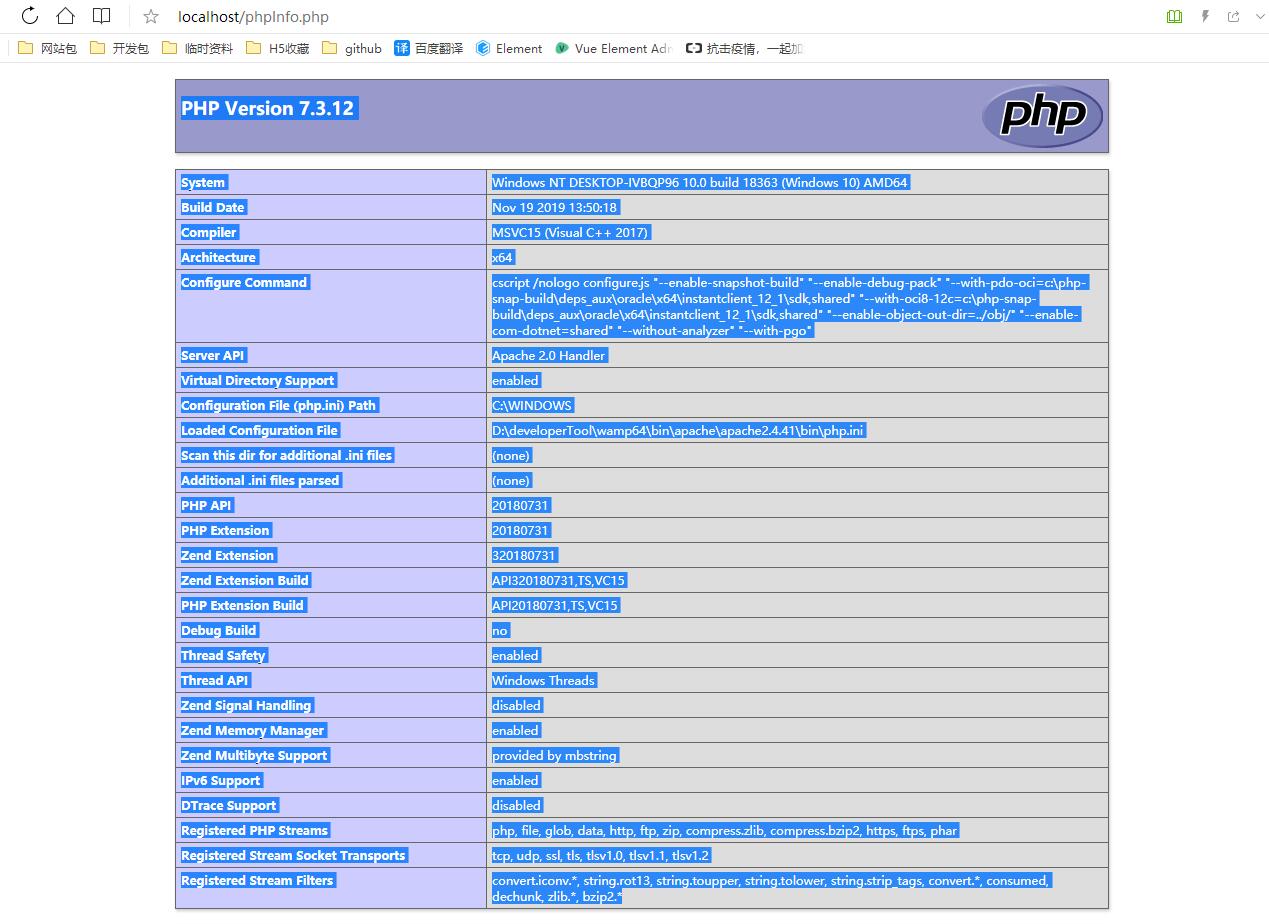 localhost/phpInfo.php
网站包 开发包 临时资料 H5收藏 github 译 百度翻译 Element Vue Element Adn 抗击疫情，一起加
PHP Version 7.3.12 php
System Windows NT DESKTOP-IVBQP96 10.0 build 18363 (Windows 10) AMD64
Build Date Nov 19 2019 13:50:18
Compiler MSVC15 (Visual C++ 2017)
Architecture x64
Configure Command cscript /nologo configure.js "--enable-snapshot-build" "--enable-debug-pack" "--with-pdo-oci=c:\php-
snap-build\deps_aux\oracle\x64\instantclient_12_1\sdk,shared" "--with-oci8-12c=c:\php-snap-
build\deps_aux\oracle\x64\instantclient_12_1\sdk,shared" "--enable-object-out-dir=../obj/" "--enable-
com-dotnet=shared" "--without-analyzer" "--with-pgo"
Server API Apache 2.0 Handler
Virtual Directory Support enabled
Configuration File (php.ini) Path C:\WINDOWS
Loaded Configuration File D:\developerTool\wamp64\bin\apache\apache2.4.41\bin\php.ini
Scan this dir for additional .ini files (none)
Additional .ini files parsed (none)
PHP API 20180731
PHP Extension 20180731
Zend Extension 320180731
Zend Extension Build API320180731,TS,VC15
PHP Extension Build API20180731,TS,VC15
Debug Build no
Thread Safety enabled
Thread API Windows Threads
Zend Signal Handling disabled
Zend Memory Manager enabled
Zend Multibyte Support provided by mbstring
IPv6 Support enabled
DTrace Support disabled
Registered PHP Streams php, file, glob, data, http, ftp, zip, compress.zlib, compress.bzip2, https, ftps, phar
Registered Stream Socket Transports tcp, udp, ssl, tls, tlsv1.0, tlsv1.1, tlsv1.2
Registered Stream Filters convert.iconv.*, string.rot13, string.toupper, string.tolower, string.strip_tags, convert.*, consumed,
dechunk, zlib.*, bzip2.*